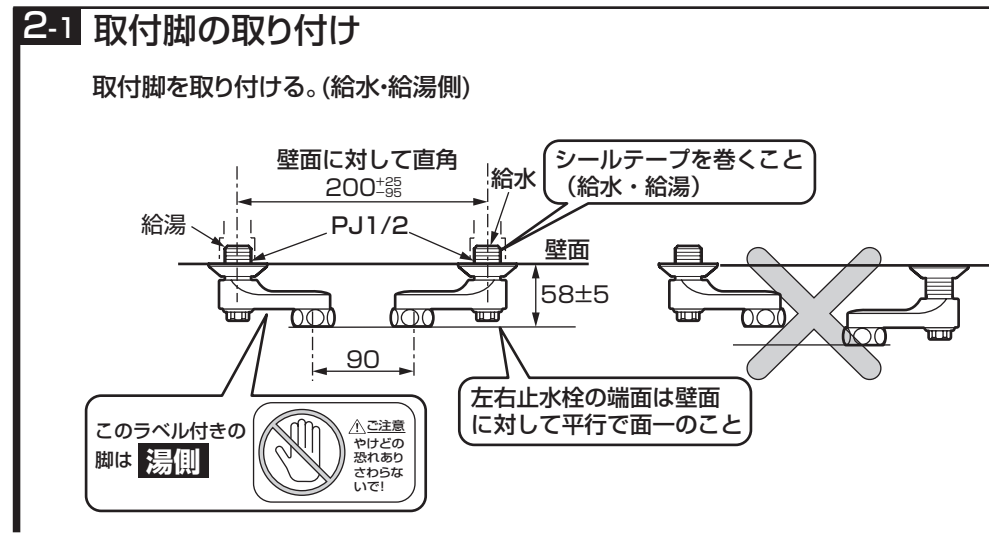 2-1 取付脚の取り付け
取付脚を取り付ける。(給水・給湯側)
壁面に対して直角
200+25-95
給水
シールテープを巻くこと
（給水・給湯）
給湯
PJ1/2
壁面
58±5
90
左右止水栓の端面は壁面
に対して平行で面一のこと
このラベル付きの
脚は 湯側
⚠ご注意
やけどの
恐れあり
さわらな
いで!